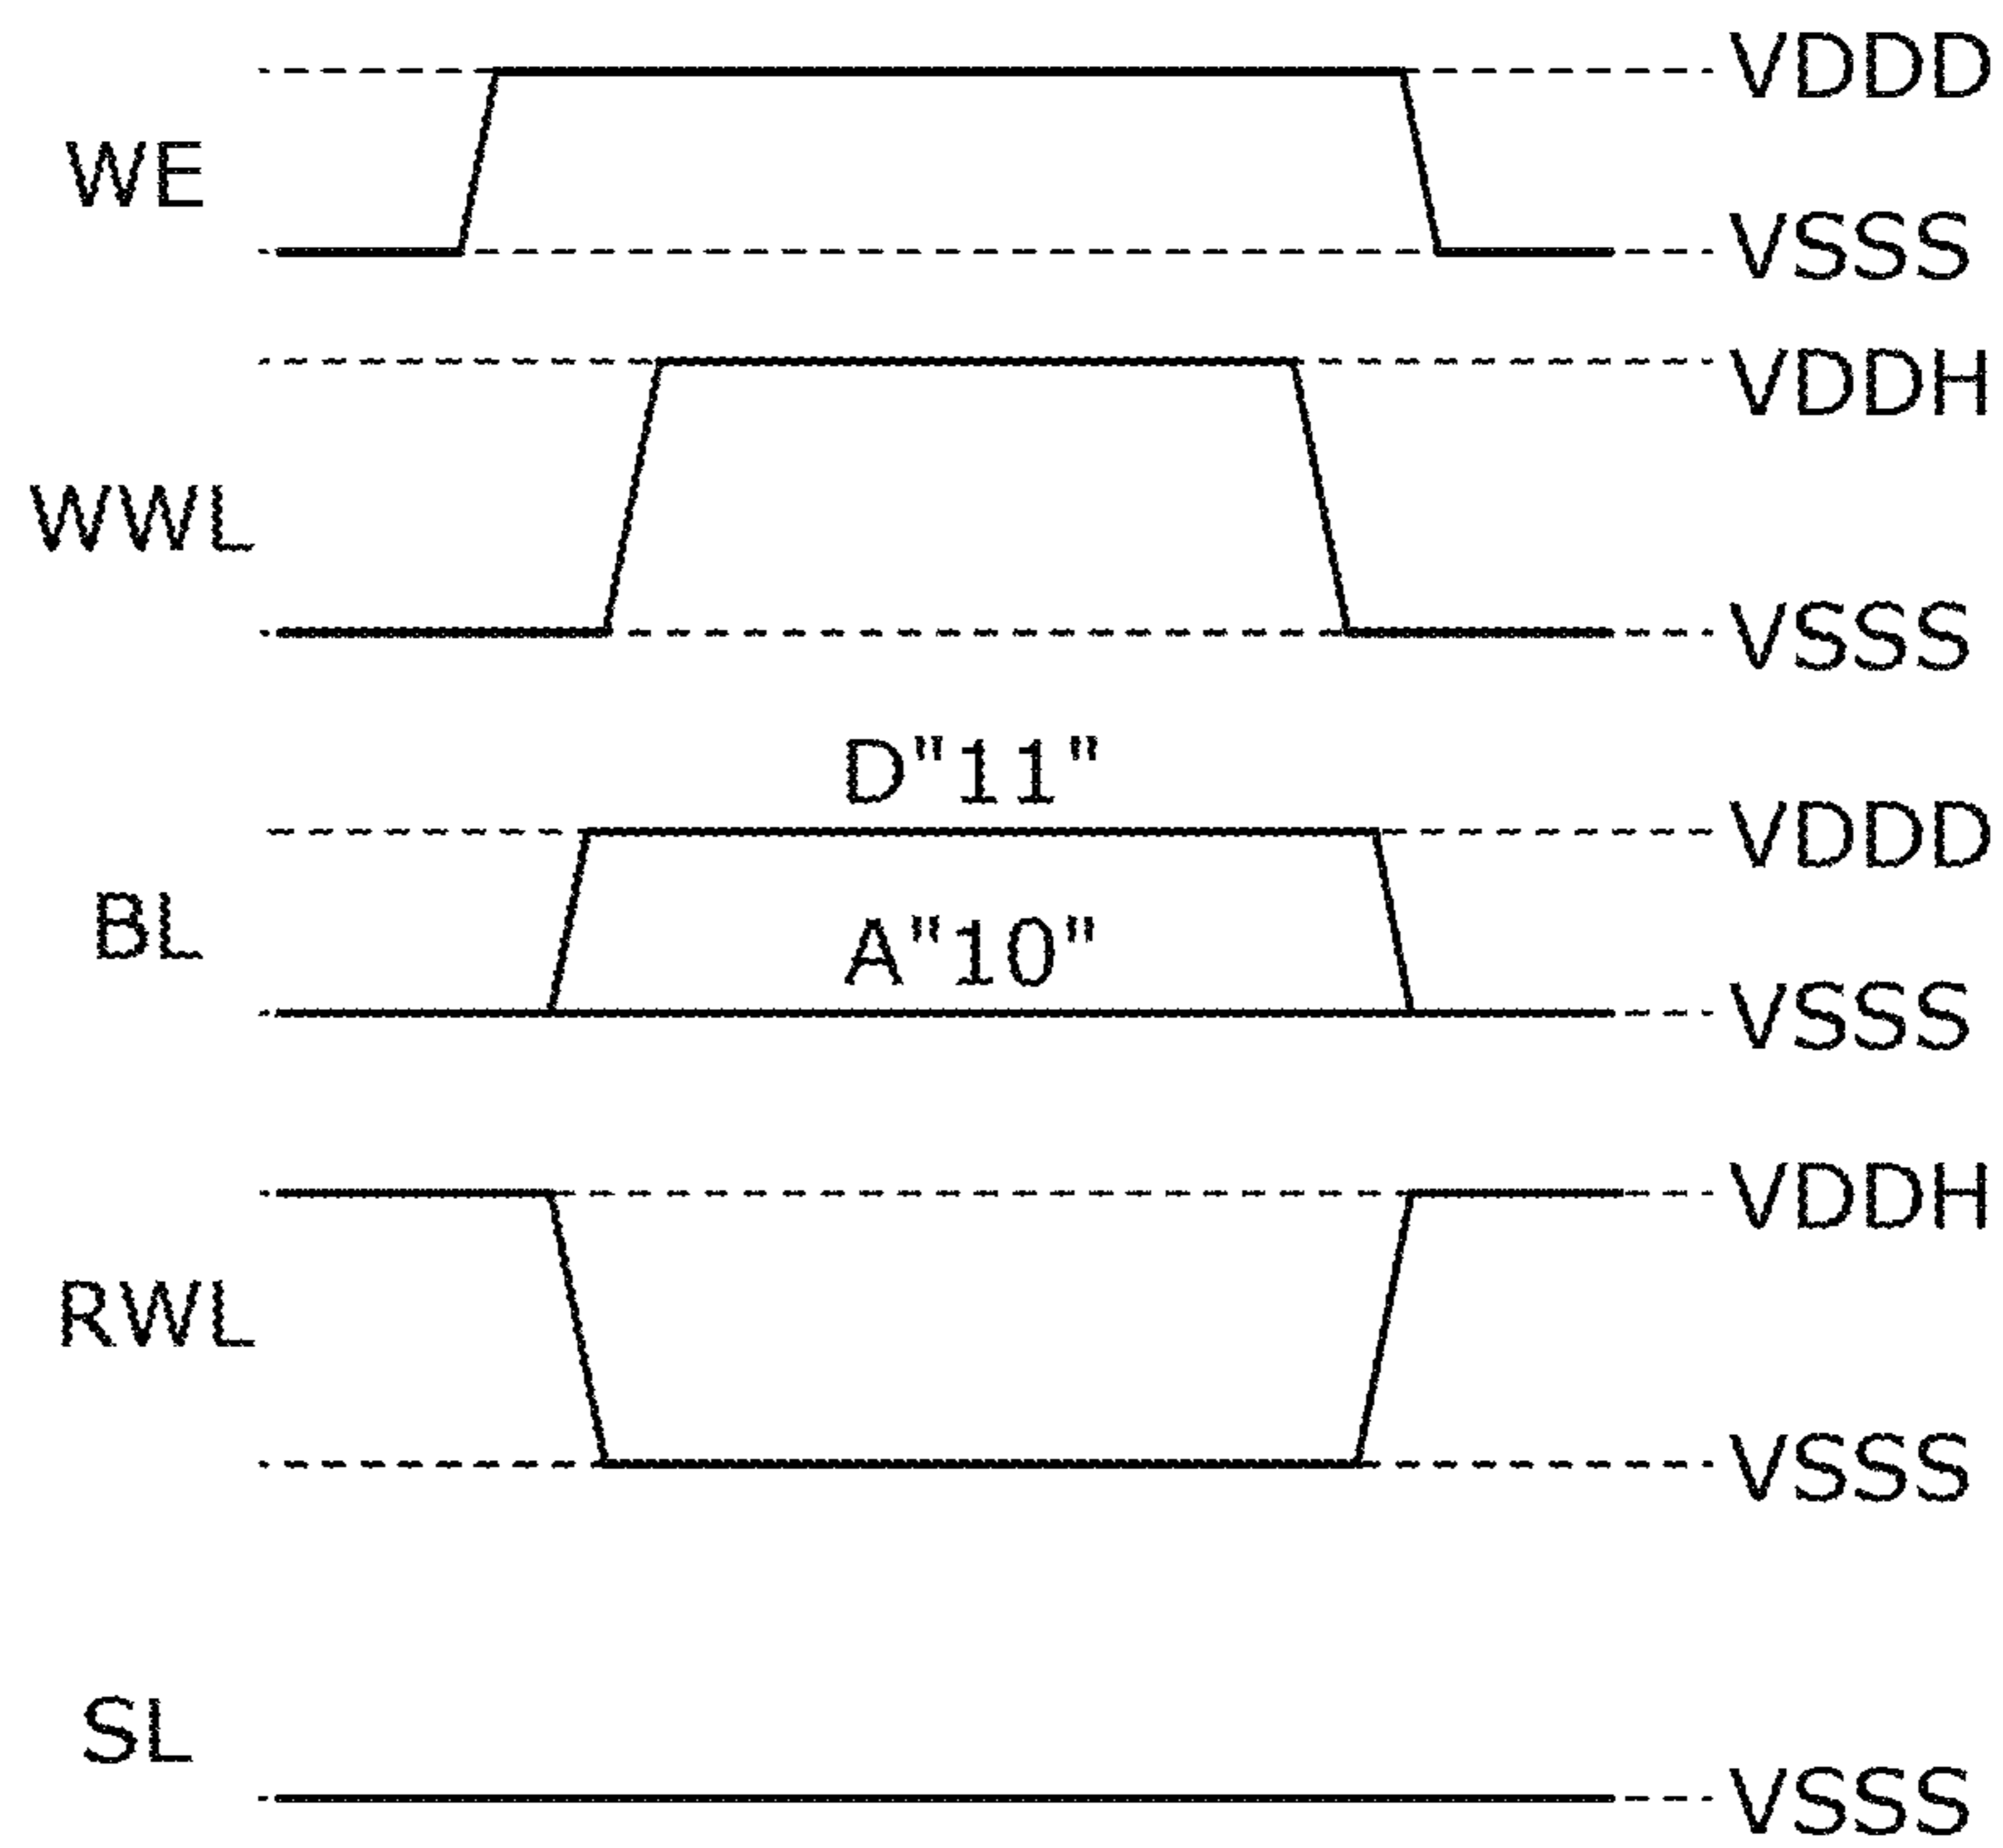 VDDD
WE
VSSS
VDDH
WWL
VSSS
D"11"
VDDD
BL
A"10"
VSSS
VDDH
RWL
VSSS
SL
VSSS